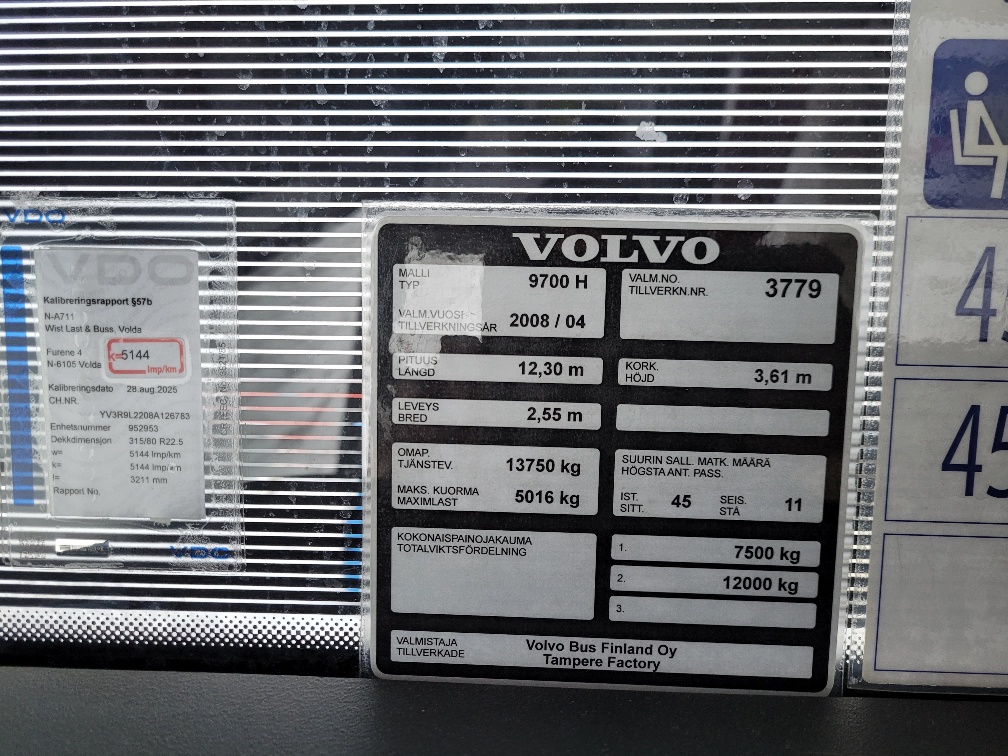 VDO
VDO
Kalibreringsrapport §57b
N-A711
Wist Last & Buss, Volda
Furene 4
N-6105 Volda
k=5144
Imp/km
Kalibreringsdato 28.aug.2025
CH.NR.
YV3R9L2208A126783
Enhetsnummer 952953
Dekkdimensjon 315/80 R22.5
w= 5144 Imp/km
k= 5144 Imp/km
l= 3211 mm
Rapport No.
VDO
VOLVO
MALLI
TYP
9700 H
VALM.VUOSI
TILLVERKNINGSÅR
2008 / 04
VALM.NO.
TILLVERKN.NR.
3779
PITUUS
LÄNGD
12,30 m
KORK.
HÖJD
3,61 m
LEVEYS
BRED
2,55 m
OMAP.
TJÄNSTEV.
13750 kg
MAKS. KUORMA
MAXIMLAST
5016 kg
SUURIN SALL. MATK. MÄÄRÄ
HÖGSTA ANT. PASS.
IST.
SITT.
45
SEIS.
STÅ
11
KOKONAISPAINOJAKAUMA
TOTALVIKTSFÖRDELNING
1. 7500 kg
2. 12000 kg
3.
VALMISTAJA
TILLVERKADE
Volvo Bus Finland Oy
Tampere Factory
45